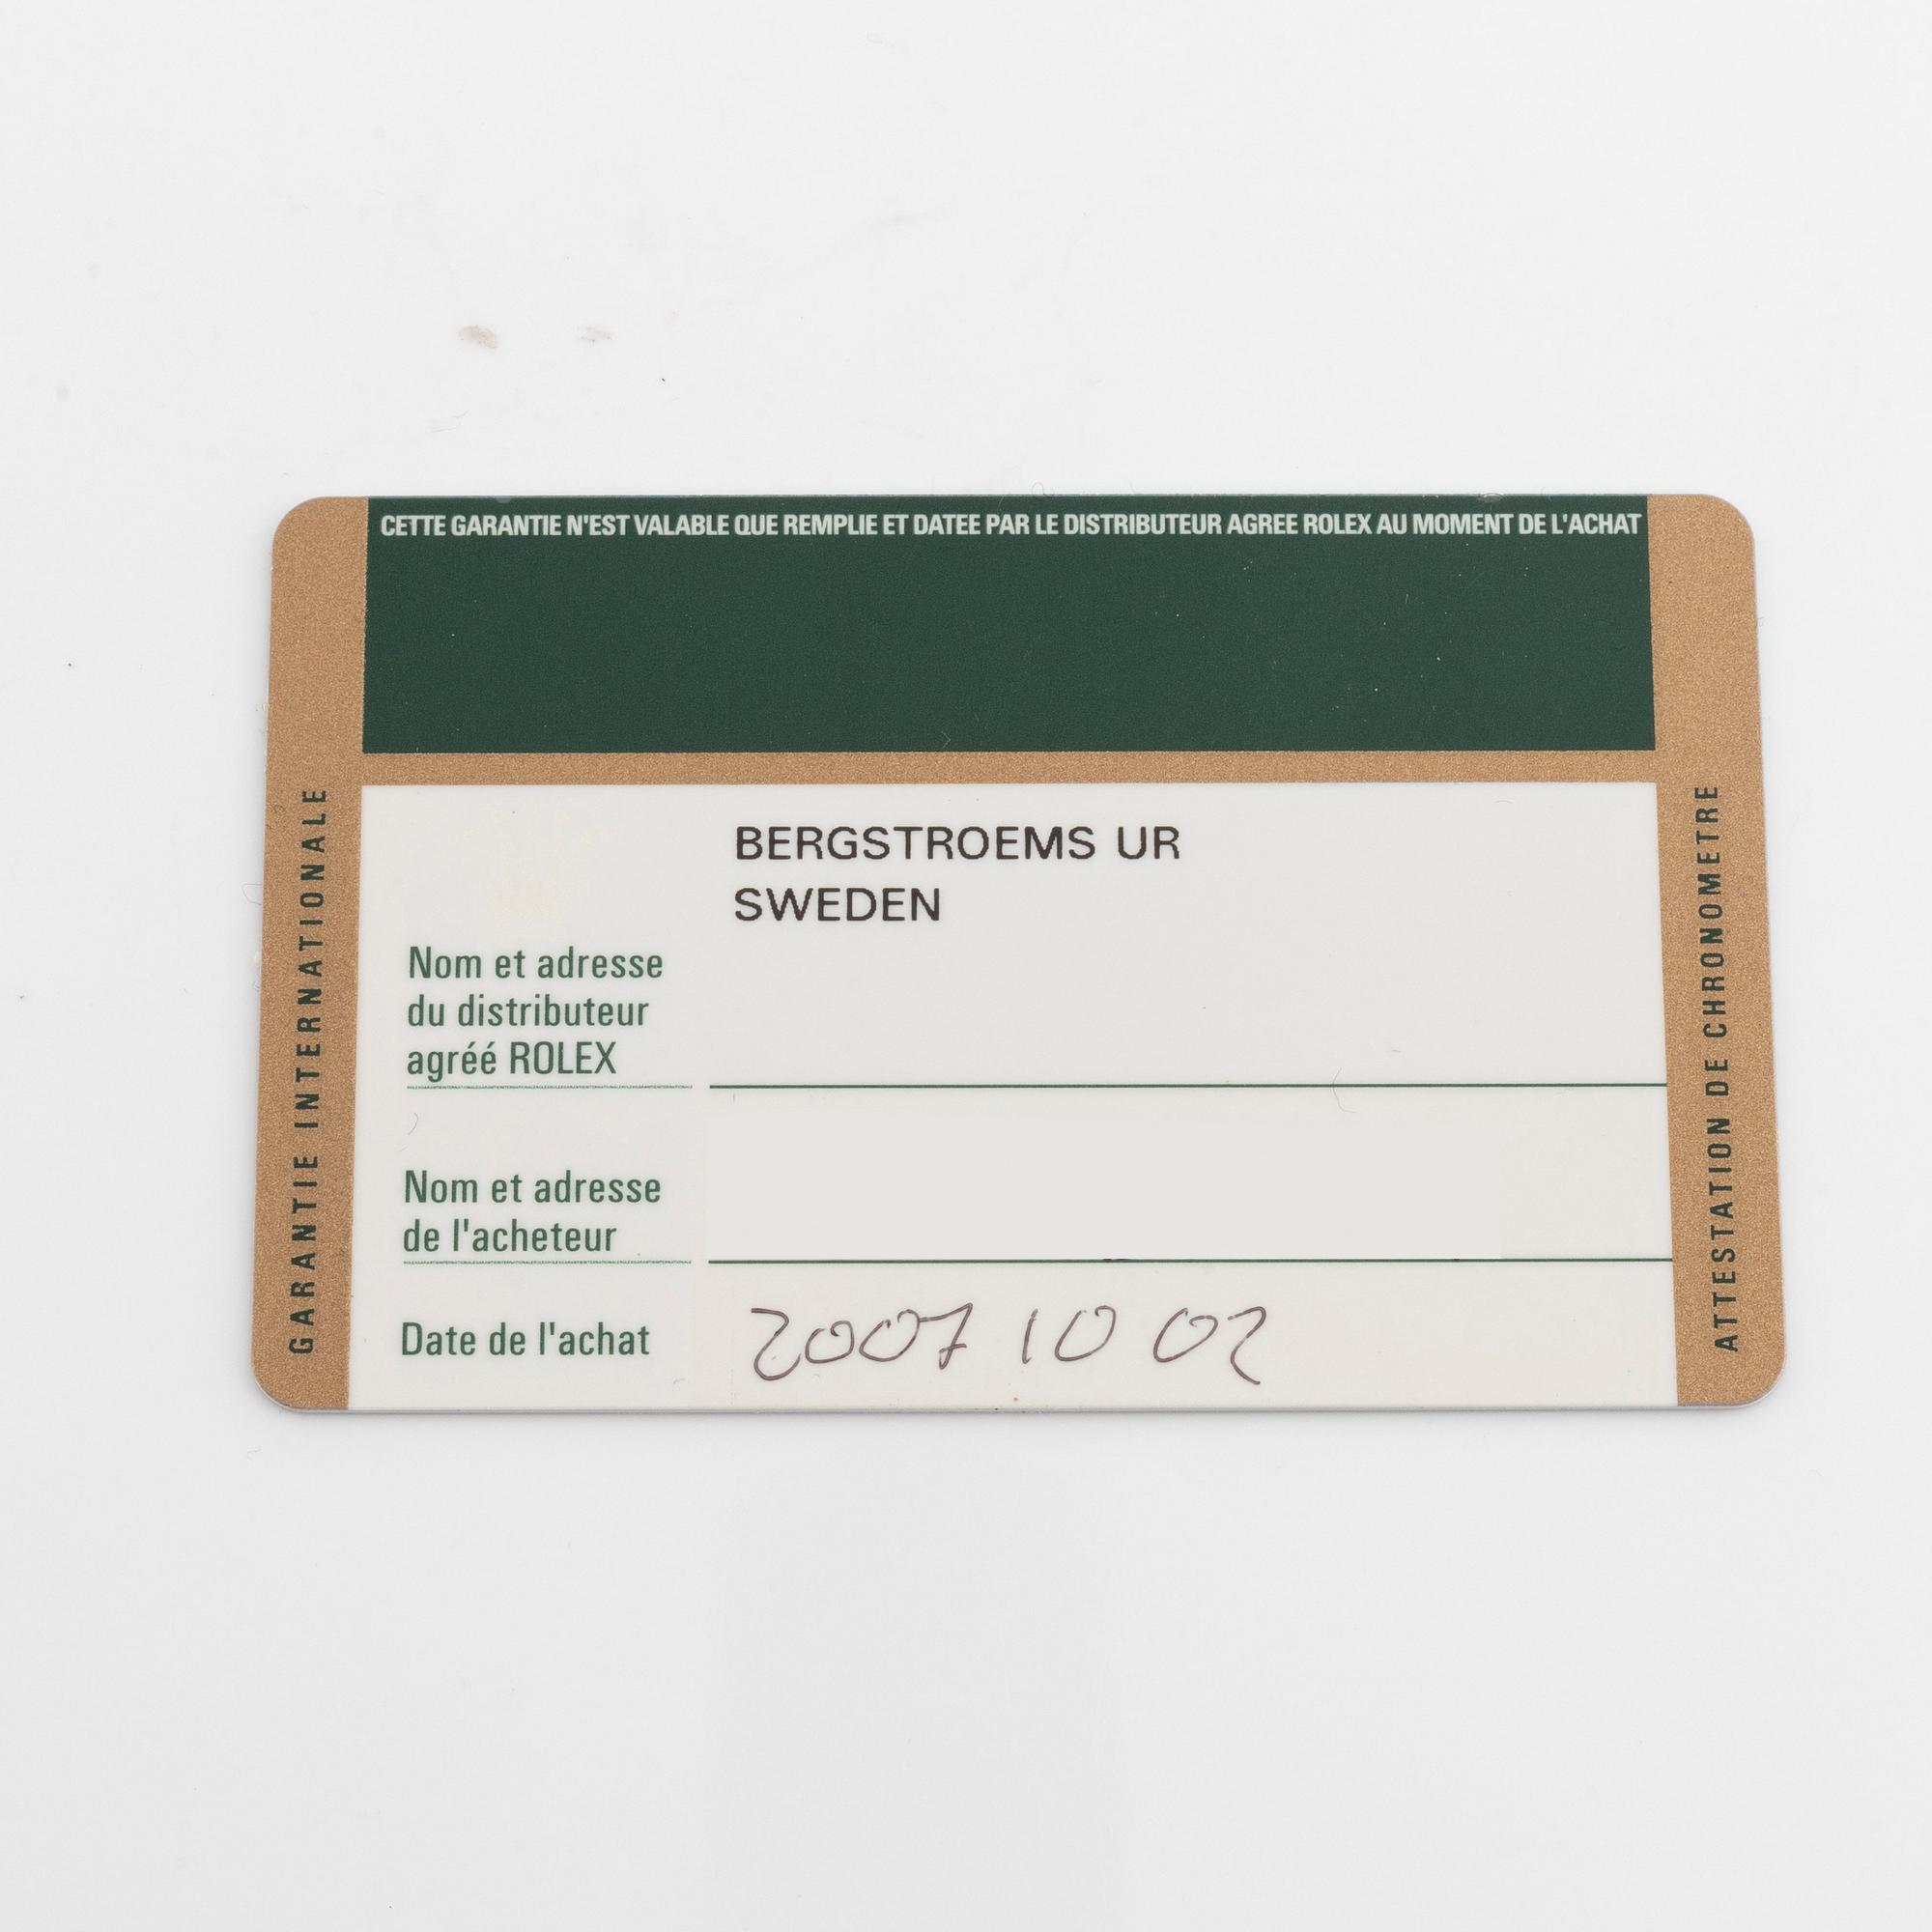 CETTE GARANTIE N'EST VALABLE QUE REMPLIE ET DATEE PAR LE DISTRIBUTEUR AGREE ROLEX AU MOMENT DE L'ACHAT
GARANTIE INTERNATIONALE
BERGSTROEMS UR
SWEDEN
Nom et adresse
du distributeur
agréé ROLEX
Nom et adresse
de l'acheteur
Date de l'achat 2007 10 02
ATTESTATION DE CHRONOMETRE